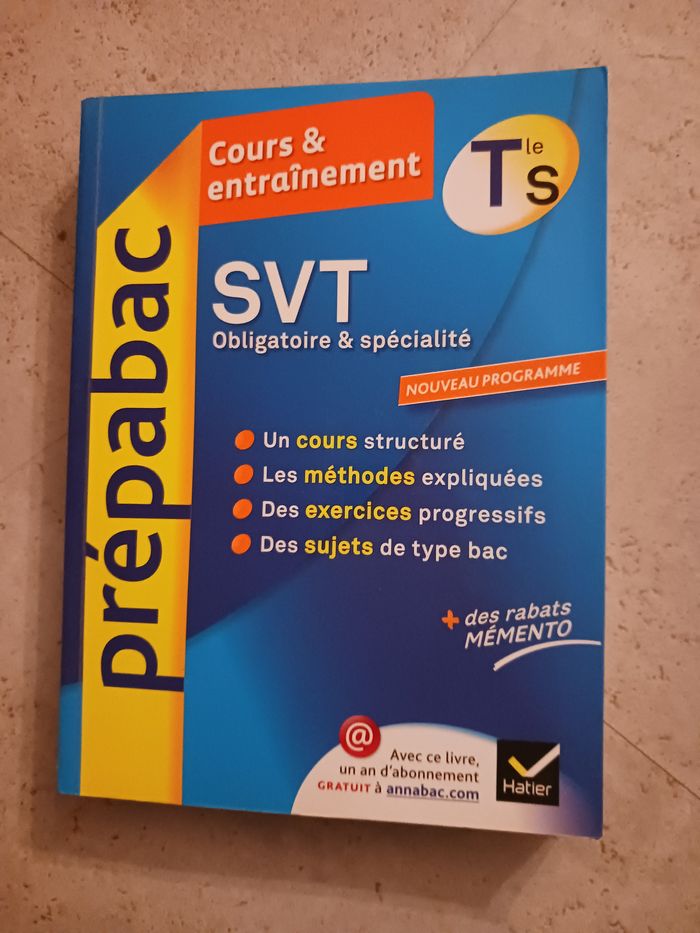 Cours &
entraînement
Tle
S
prépabac
SVT
Obligatoire & spécialité
NOUVEAU PROGRAMME
Un cours structuré
Les méthodes expliquées
Des exercices progressifs
Des sujets de type bac
+ des rabats
MÉMENTO
@
Avec ce livre,
un an d'abonnement
GRATUIT à annabac.com
Hatier